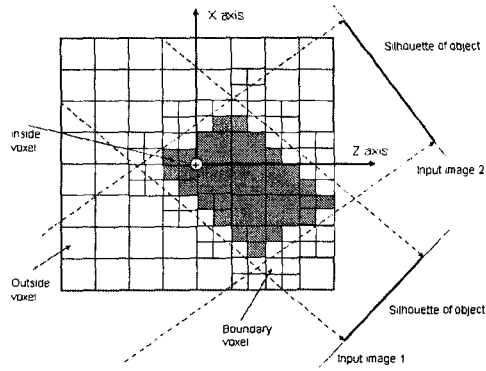 X axis
Silhouette of object
Inside
voxel
Z axis
Input image 2
Outside
voxel
Boundary
voxel
Silhouette of object
Input image 1